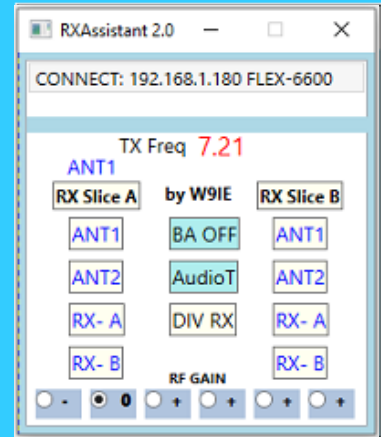 RXAssistant 2.0
CONNECT: 192.168.1.180 FLEX-6600
TX Freq 7.21
ANT1
RX Slice A by W9IE RX Slice B
ANT1 BA OFF ANT1
ANT2 AudioT ANT2
RX- A DIV RX RX- A
RX- B RX- B
RF GAIN
- 0 + + + +